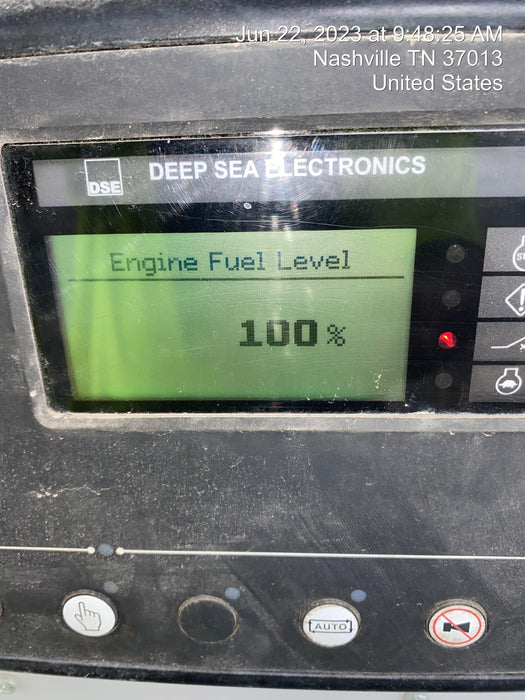 Jun 22, 2023 at 9:48:25 AM
Nashville TN 37013
United States
DSE
DEEP SEA ELECTRONICS
Engine Fuel Level
100 %
AUTO